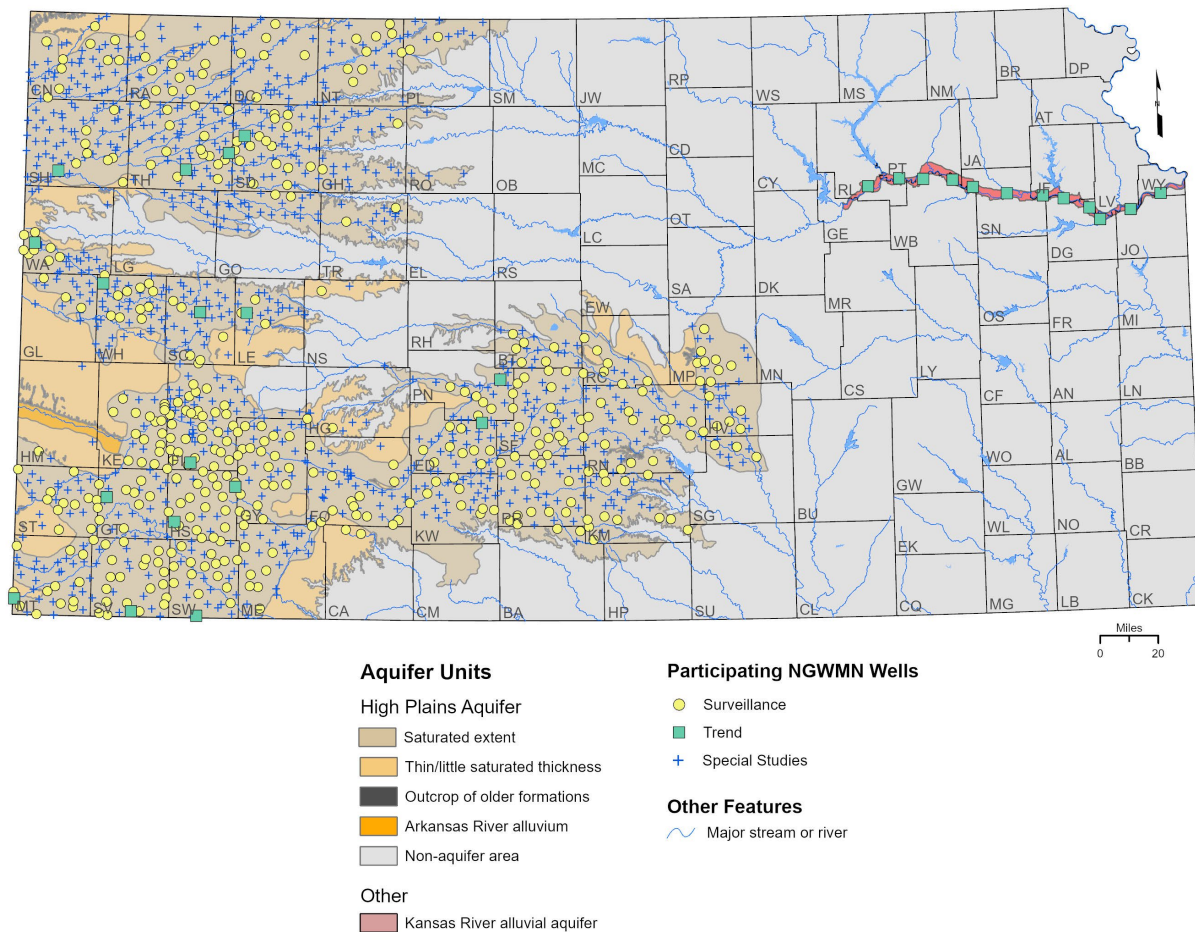 CN RA DC NT PL SM JW RP WS MS NM BR DP
AT
SH TH SD GH RO OB MC CD CY RL PT JA JF LV WY
WA LG GO TR EL RS LC OT GE WB SN DG JO
SA DK MR
GL WH SC LE NS RH BT EW RC MP MN CS LY OS FR MI
HM KE FI HG PN ED SF RN HV CF AN LN
WO AL BB
ST GT HS GY FO KW PR KM SG BU GW WL NO CR
EK
SV SW ME CA CM BA HP SU CL CQ MG LB CK
Miles
0 20
Aquifer Units
High Plains Aquifer
Saturated extent
Thin/little saturated thickness
Outcrop of older formations
Arkansas River alluvium
Non-aquifer area
Other
Kansas River alluvial aquifer
Participating NGWMN Wells
Surveillance
Trend
Special Studies
Other Features
Major stream or river